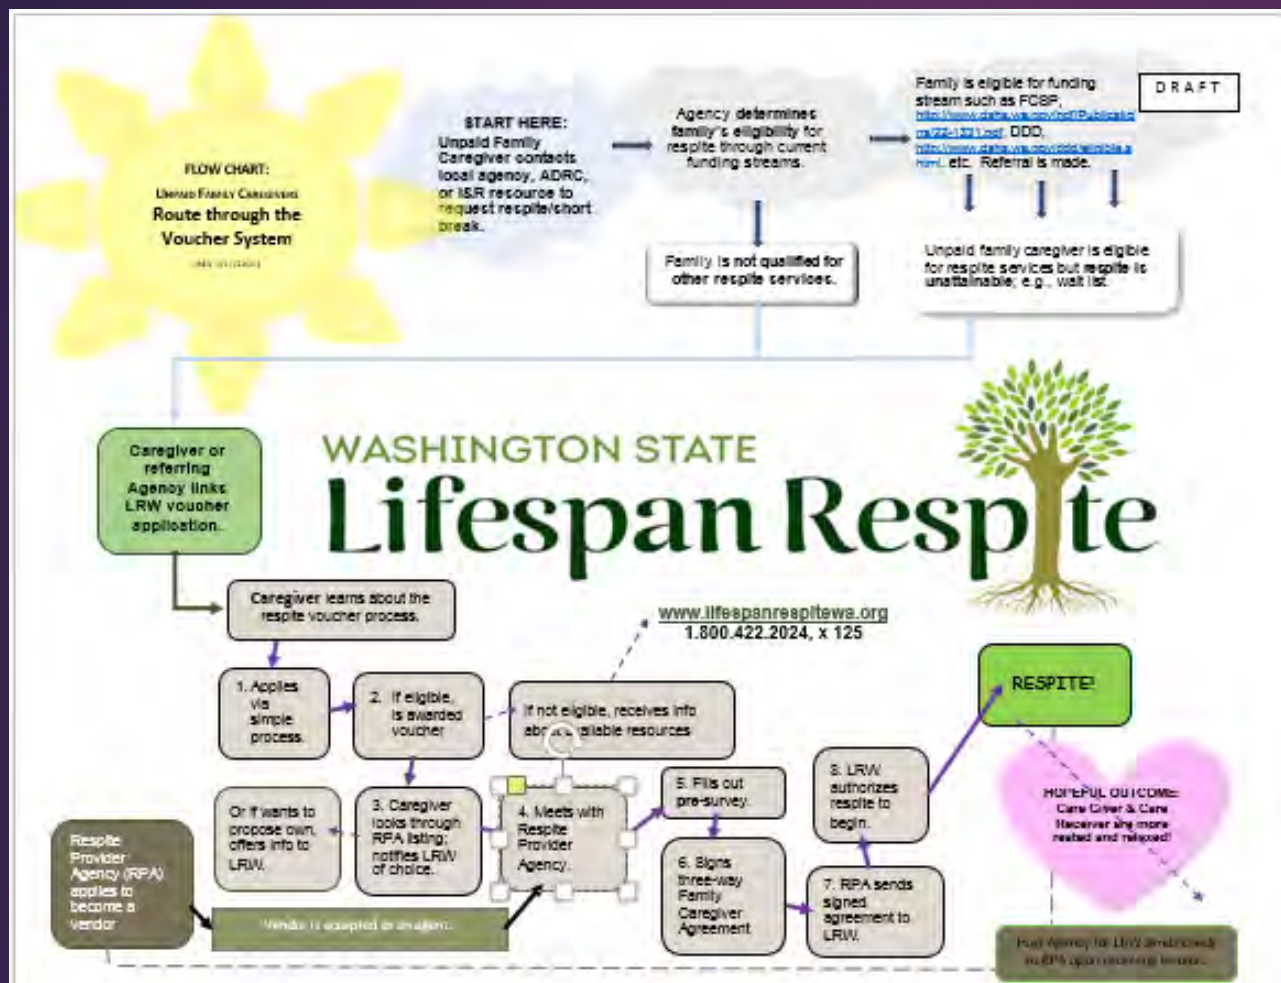 FLOW CHART:
UNPAID FAMILY CAREGIVERS
Route through the
Voucher System
START HERE:
Unpaid Family
Caregiver contacts
local agency, ADRC,
or I&R resource to
request respite/short
break.
Agency determines
family's eligibility for
respite through current
funding streams.
Family is eligible for
funding
stream such as FCSP,
DDD,
etc. Referral is made.
DRAFT
Family is not qualified for
other respite services.
Unpaid family caregiver is eligible
for respite services but respite is
unattainable; e.g., wait list.
Caregiver or
referring
Agency links
LRW voucher
application.
WASHINGTON STATE
Lifespan Respite
Caregiver learns about the
respite voucher process.
www.lifespanrespitewa.org
1.800.422.2024, x 125
1. Applies
via
simple
process.
2. If eligible,
is awarded
voucher
If not eligible, receives info
about available resources
RESPITE!
Or if wants to
propose own,
offers info to
LRW.
3. Caregiver
looks through
RPA listing;
notifies LRW
of choice.
4. Meets with
Respite
Provider
Agency.
5. Fills out
pre-survey.
6. Signs
three-way
Family
Caregiver
Agreement
7. RPA sends
signed
agreement to
LRW.
8. LRW
authorizes
respite to
begin.
HOPEFUL OUTCOME:
Care Giver & Care
Receiver are more
rested and relaxed!
Respite
Provider
Agency (RPA)
applies to
become a
vendor
Vendor is accepted